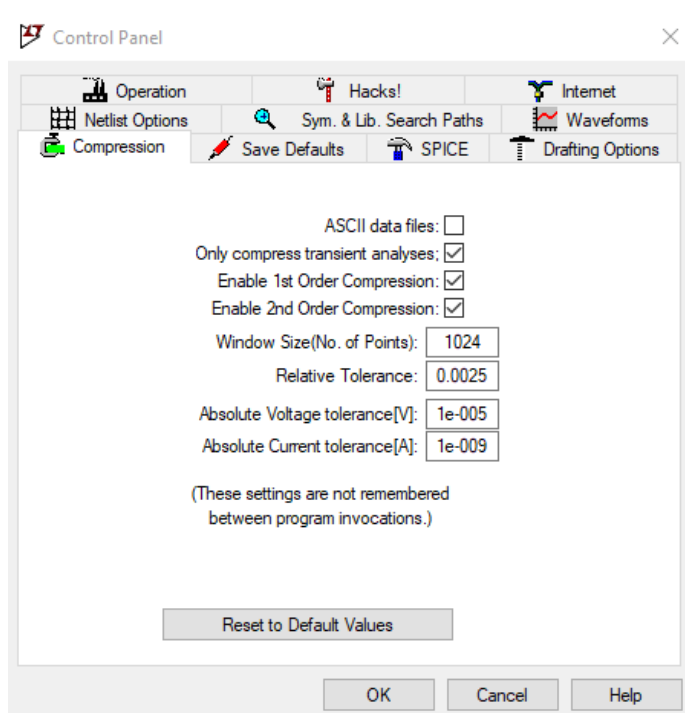 Control Panel
Operation Hacks! Internet
Netlist Options Sym. & Lib. Search Paths Waveforms
Compression Save Defaults SPICE Drafting Options
ASCII data files:
Only compress transient analyses;
Enable 1st Order Compression:
Enable 2nd Order Compression:
Window Size(No. of Points): 1024
Relative Tolerance: 0.0025
Absolute Voltage tolerance[V]: 1e-005
Absolute Current tolerance[A]: 1e-009
(These settings are not remembered
between program invocations.)
Reset to Default Values
OK Cancel Help